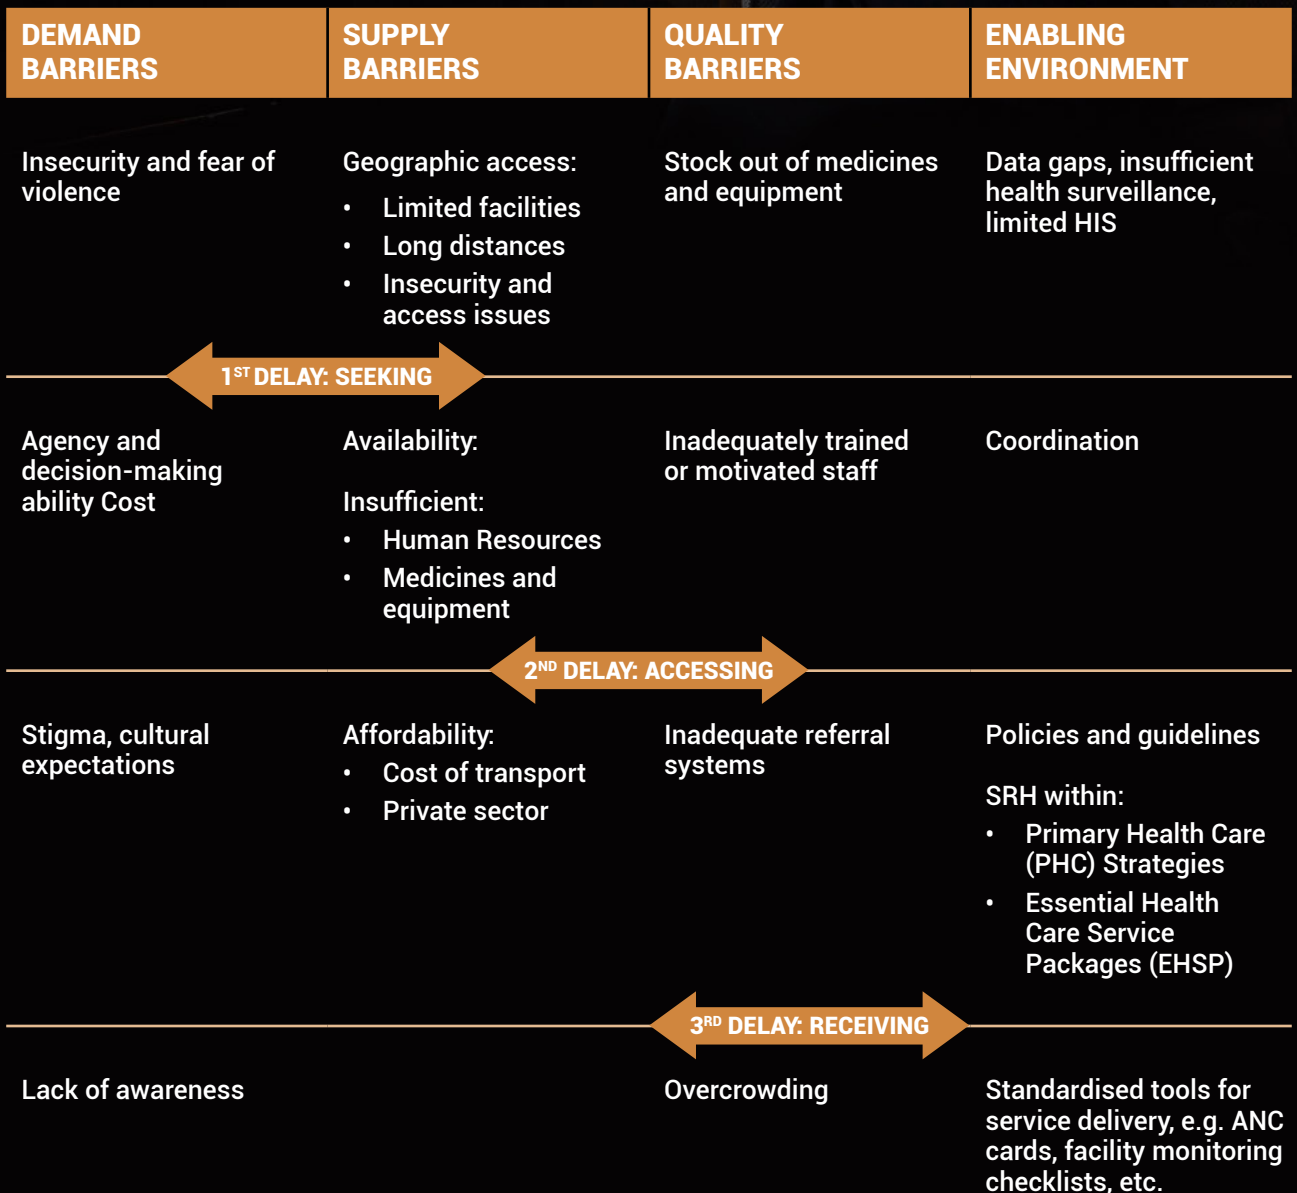 DEMAND
BARRIERS
SUPPLY
BARRIERS
QUALITY
BARRIERS
ENABLING
ENVIRONMENT
Insecurity and fear of
violence
Geographic access:
• Limited facilities
• Long distances
• Insecurity and
access issues
Stock out of medicines
and equipment
Data gaps, insufficient
health surveillance,
limited HIS
1ST DELAY: SEEKING
Agency and
decision-making
ability Cost
Availability:
Insufficient:
• Human Resources
• Medicines and
equipment
Inadequately trained
or motivated staff
Coordination
2ND DELAY: ACCESSING
Stigma, cultural
expectations
Affordability:
• Cost of transport
• Private sector
Inadequate referral
systems
Policies and guidelines
SRH within:
• Primary Health Care
(PHC) Strategies
• Essential Health
Care Service
Packages (EHSP)
3RD DELAY: RECEIVING
Lack of awareness
Overcrowding
Standardised tools for
service delivery, e.g. ANC
cards, facility monitoring
checklists, etc.